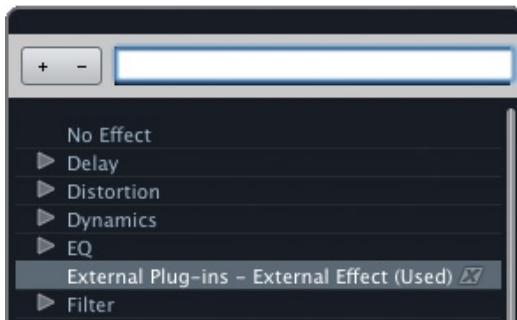 + -
No Effect
Delay
Distortion
Dynamics
EQ
External Plug-ins - External Effect (Used)
Filter